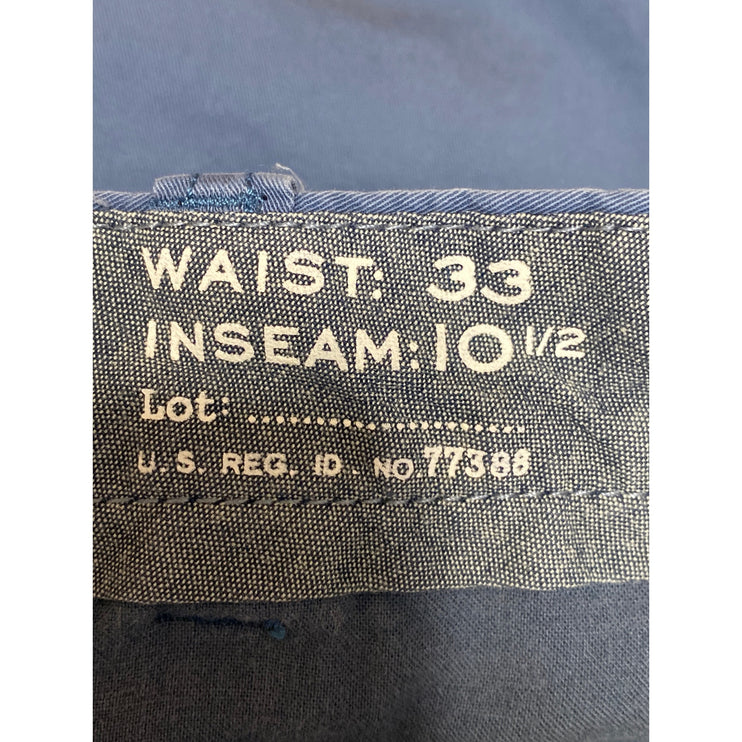 WAIST: 33
INSEAM: 10 1/2
Lot: ........................
U.S. REG. ID. NO 77388